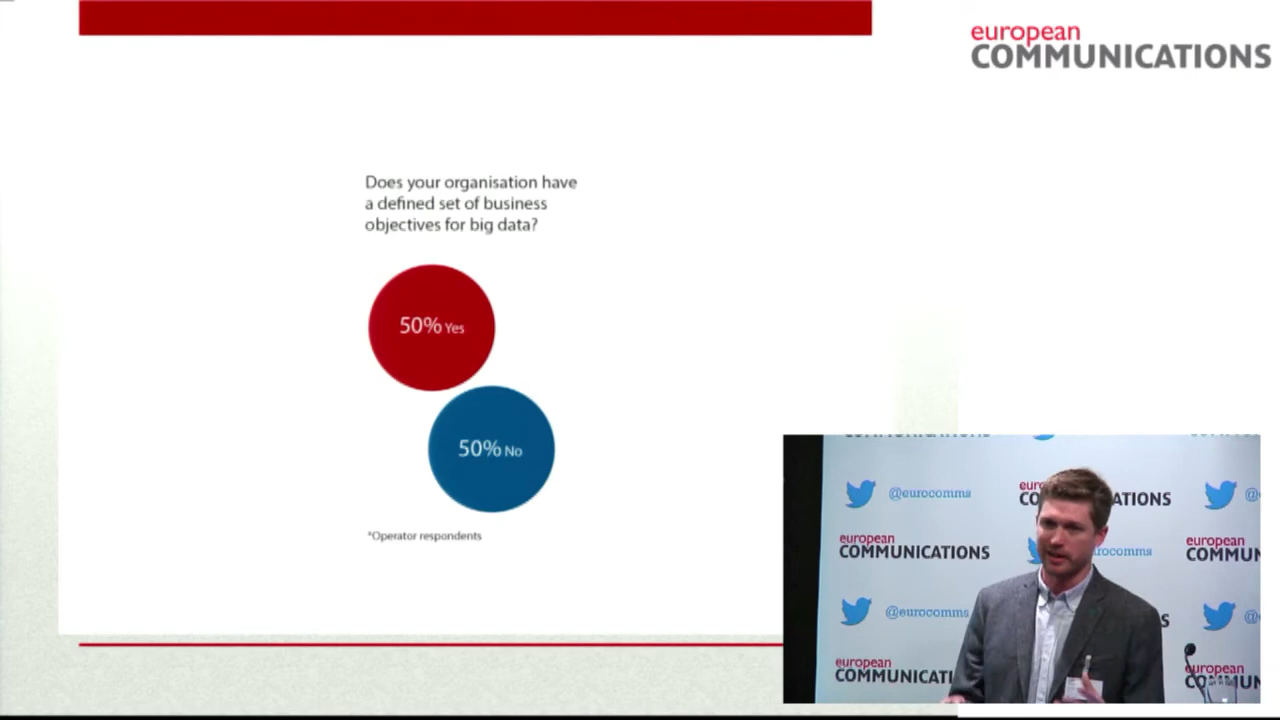 european
COMMUNICATIONS
Does your organisation have
a defined set of business
objectives for big data?
50% Yes
50% No
*Operator respondents
@eurocomms
european
COMMUNICATIONS
@eurocomms
european